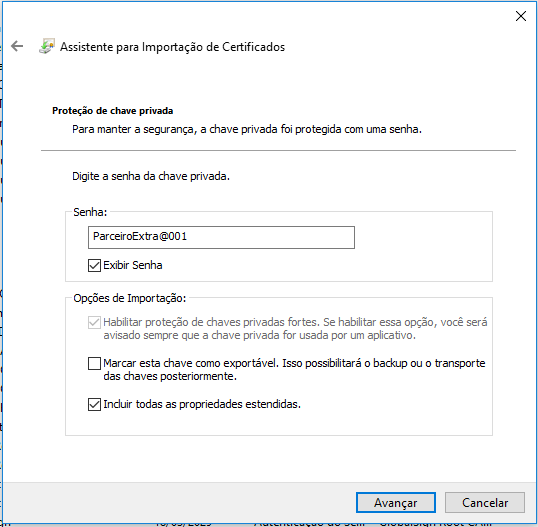 Assistente para Importação de Certificados
Proteção de chave privada
Para manter a segurança, a chave privada foi protegida com uma senha.
Digite a senha da chave privada.
Senha:
ParceiroExtra@001
Exibir Senha
Opções de Importação:
Habilitar proteção de chaves privadas fortes. Se habilitar essa opção, você será
avisado sempre que a chave privada for usada por um aplicativo.
Marcar esta chave como exportável. Isso possibilitará o backup ou o transporte
das chaves posteriormente.
Incluir todas as propriedades estendidas.
Avançar
Cancelar